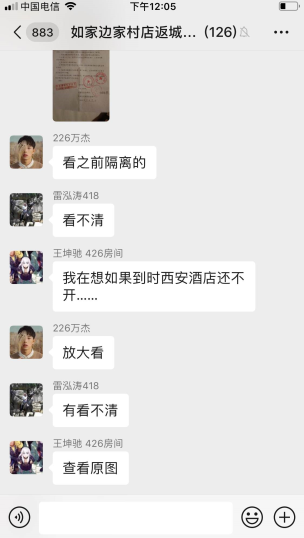 中国电信
下午12:05
883
如家边家村店返城...（126）
226万杰
看之前隔离的
雷泓涛418
看不清
王坤驰 426房间
我在想如果到时西安酒店还不
开......
226万杰
放大看
雷泓涛418
有看不清
王坤驰 426房间
查看原图